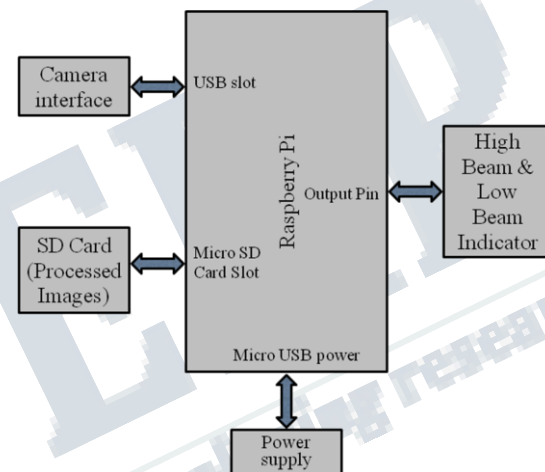 Camera
interface
USB slot
Raspberry Pi
Output Pin
High
Beam &
Low
Beam
Indicator
SD Card
(Processed
Images)
Micro SD
Card Slot
Micro USB power
Power
supply